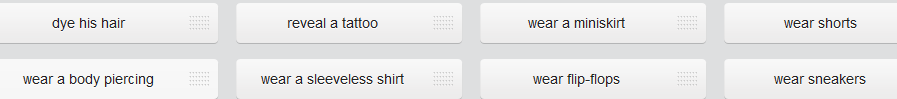 dye his hair
reveal a tattoo
wear a miniskirt
wear shorts
wear a body piercing
wear a sleeveless shirt
wear flip-flops
wear sneakers